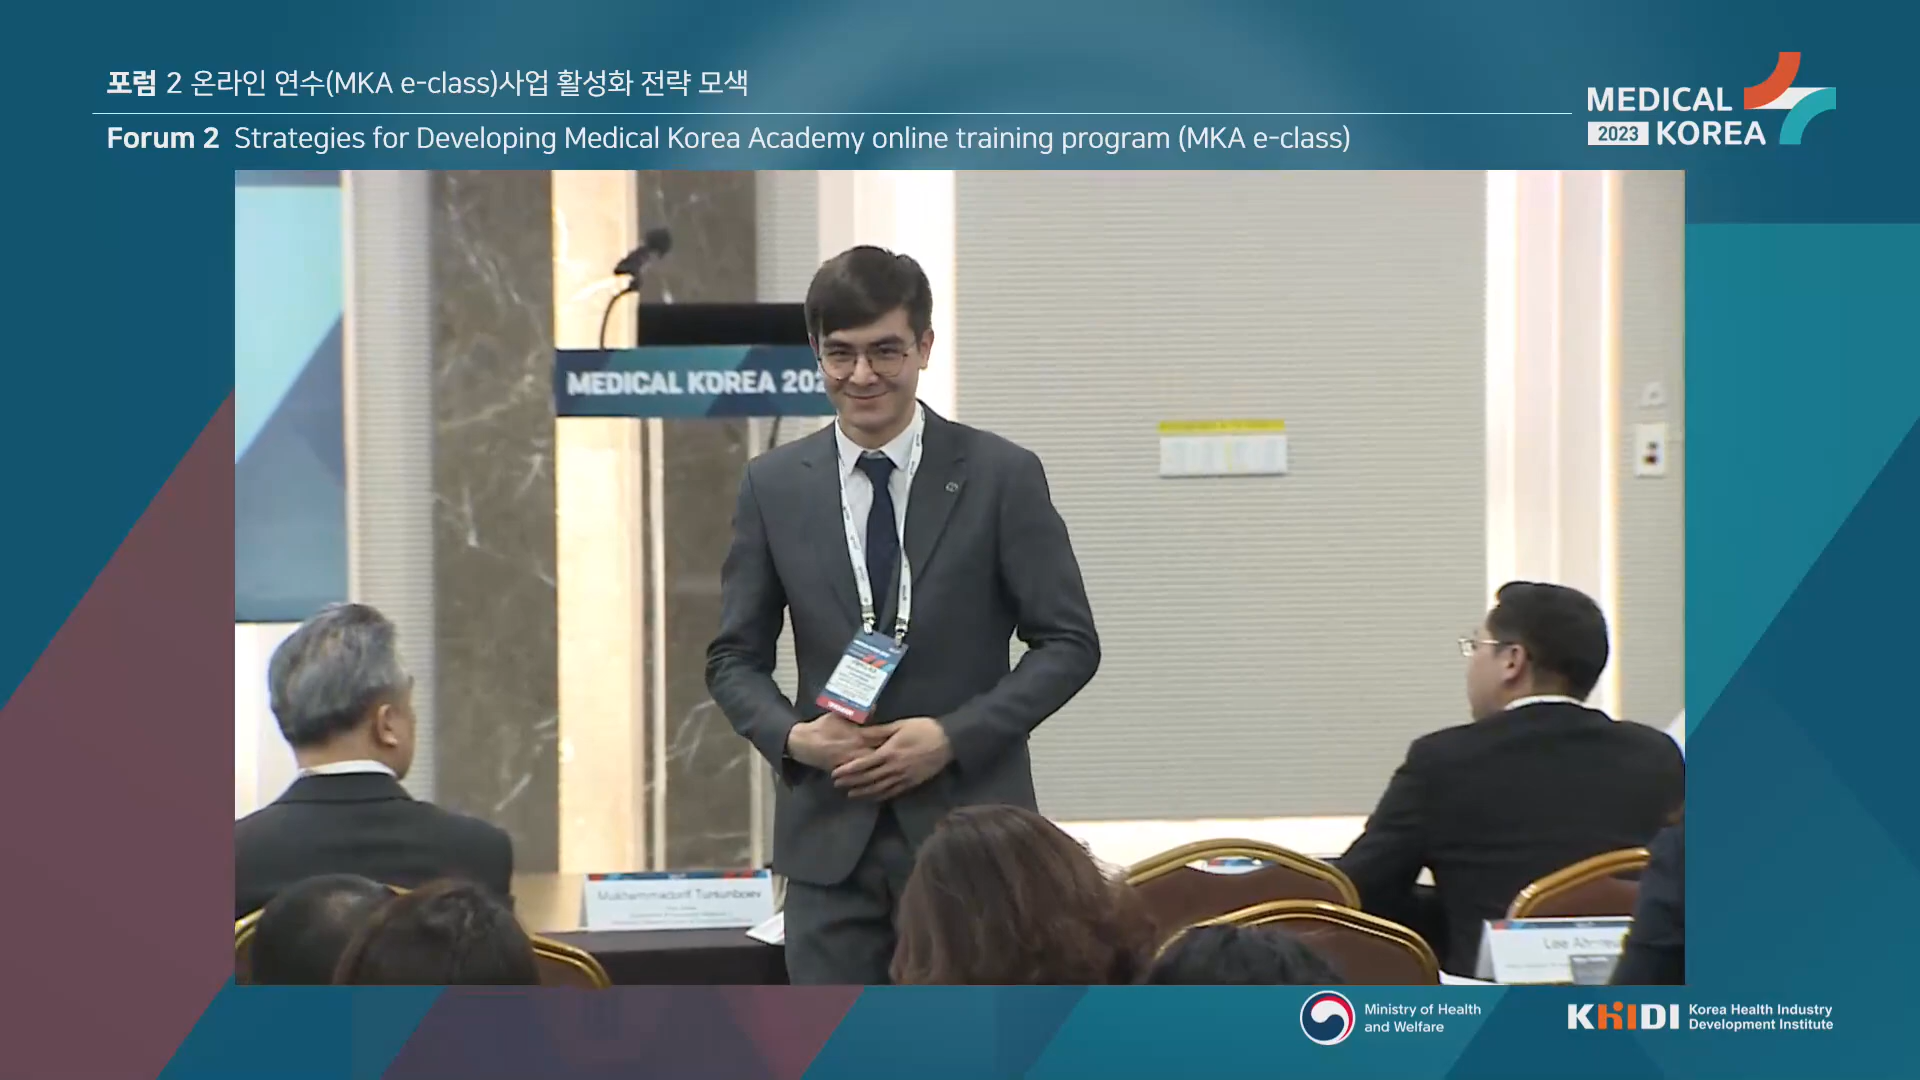 포럼 2 온라인 연수(MKA e-class)사업 활성화 전략 모색
Forum 2 Strategies for Developing Medical Korea Academy online training program (MKA e-class)
MEDICAL
2023 KOREA
MEDICAL KOREA 202
Tursunboev
Lee
Ministry of Health
and Welfare
KHIDI
Korea Health Industry
Development Institute